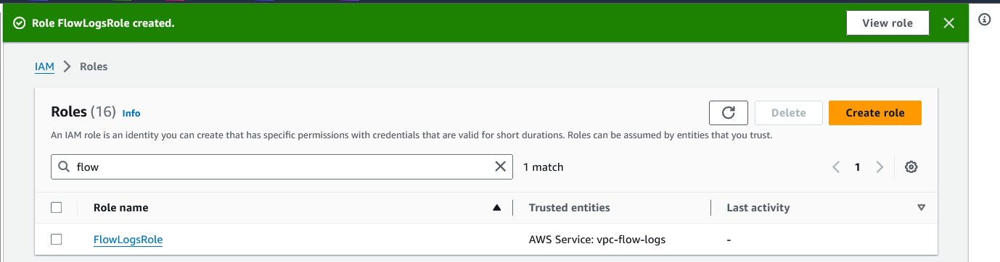 Role FlowLogsRole created.
View role
IAM > Roles
Roles (16) Info
Delete
Create role
An IAM role is an identity you can create that has specific permissions with credentials that are valid for short durations. Roles can be assumed by entities that you trust.
flow
1 match
1
Role name
Trusted entities
Last activity
FlowLogsRole
AWS Service: vpc-flow-logs
-